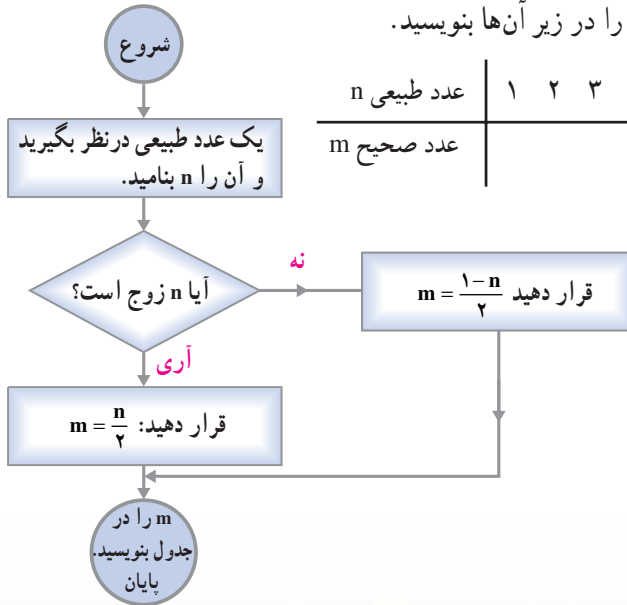 را در زیر آن‌ها بنویسید.
عدد طبیعی n ۱ ۲ ۳
عدد صحیح m
شروع
یک عدد طبیعی درنظر بگیرید
و آن را n بنامید.
آیا n زوج است؟
نه
قرار دهید m = \frac{۱-n}{۲}
آری
قرار دهید: m = \frac{n}{۲}
m را در
جدول بنویسید.
پایان